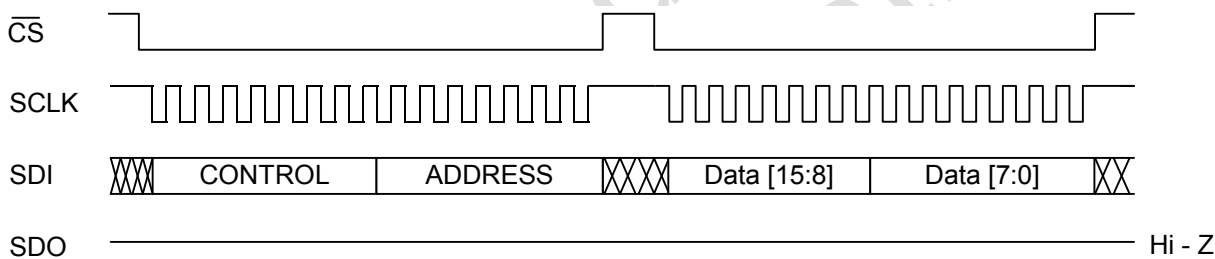 CS
SCLK
SDI CONTROL ADDRESS Data [15:8] Data [7:0]
SDO Hi - Z